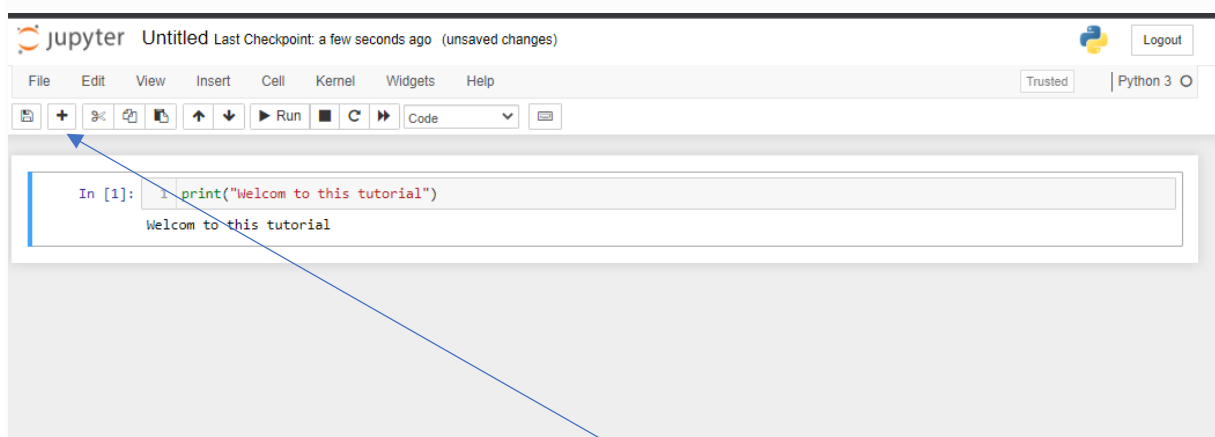 jupyter Untitled Last Checkpoint: a few seconds ago (unsaved changes) Logout
File Edit View Insert Cell Kernel Widgets Help Trusted Python 3
Run Code
In [1]: 1 print("Welcom to this tutorial")
Welcom to this tutorial